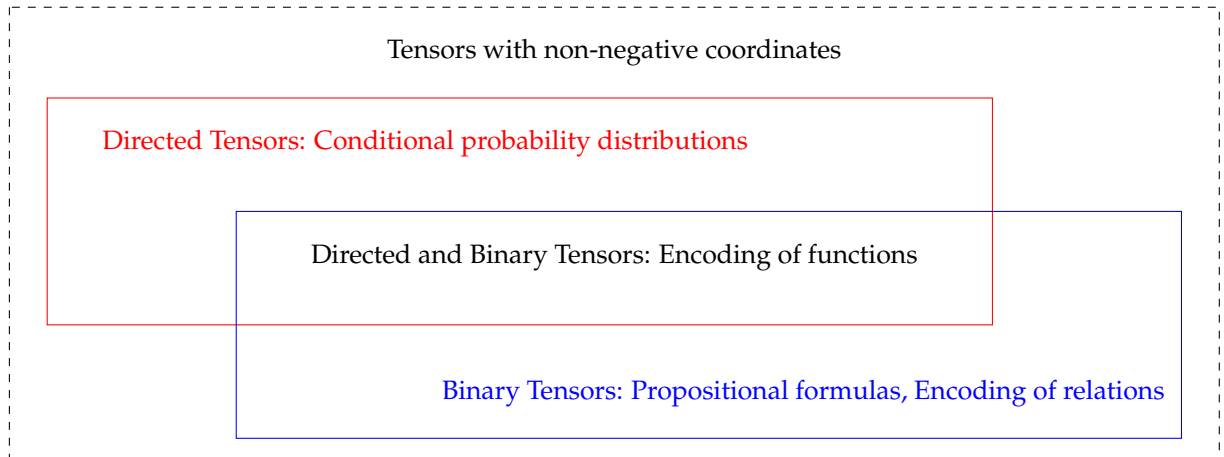 Tensors with non-negative coordinates
Directed Tensors: Conditional probability distributions
Directed and Binary Tensors: Encoding of functions
Binary Tensors: Propositional formulas, Encoding of relations